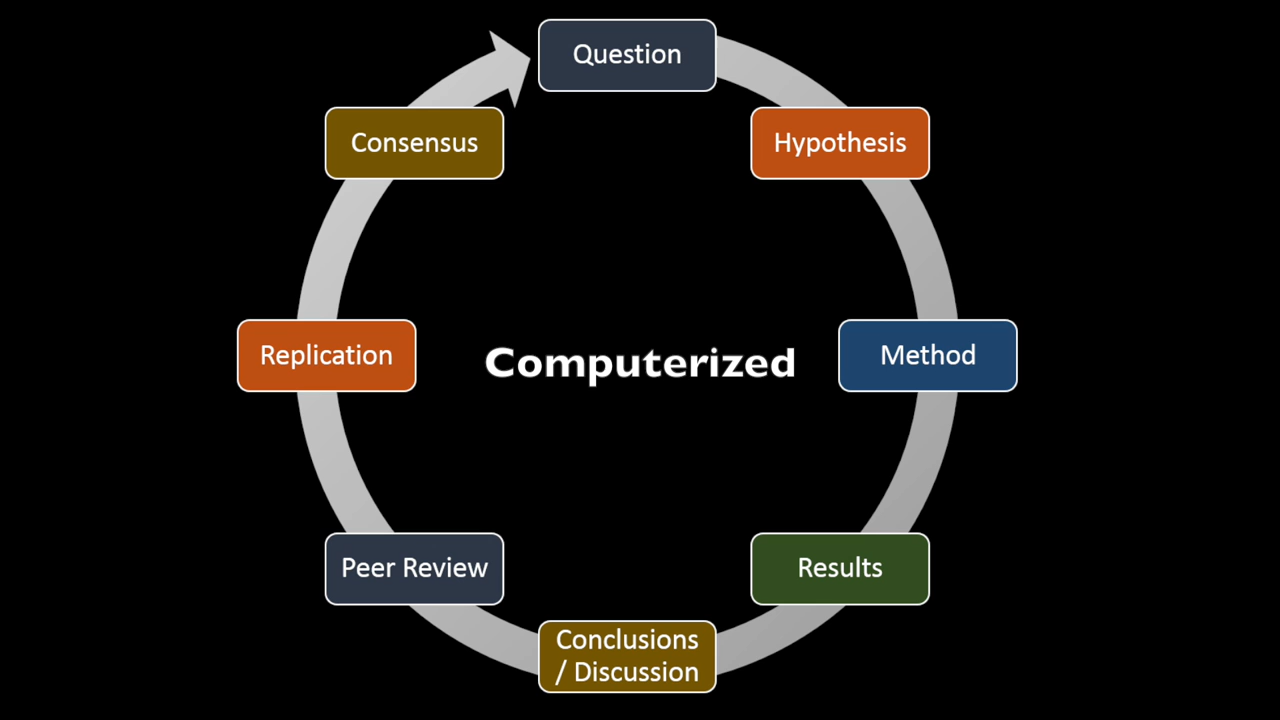 Question
Hypothesis
Method
Results
Conclusions
/ Discussion
Peer Review
Replication
Consensus
Computerized